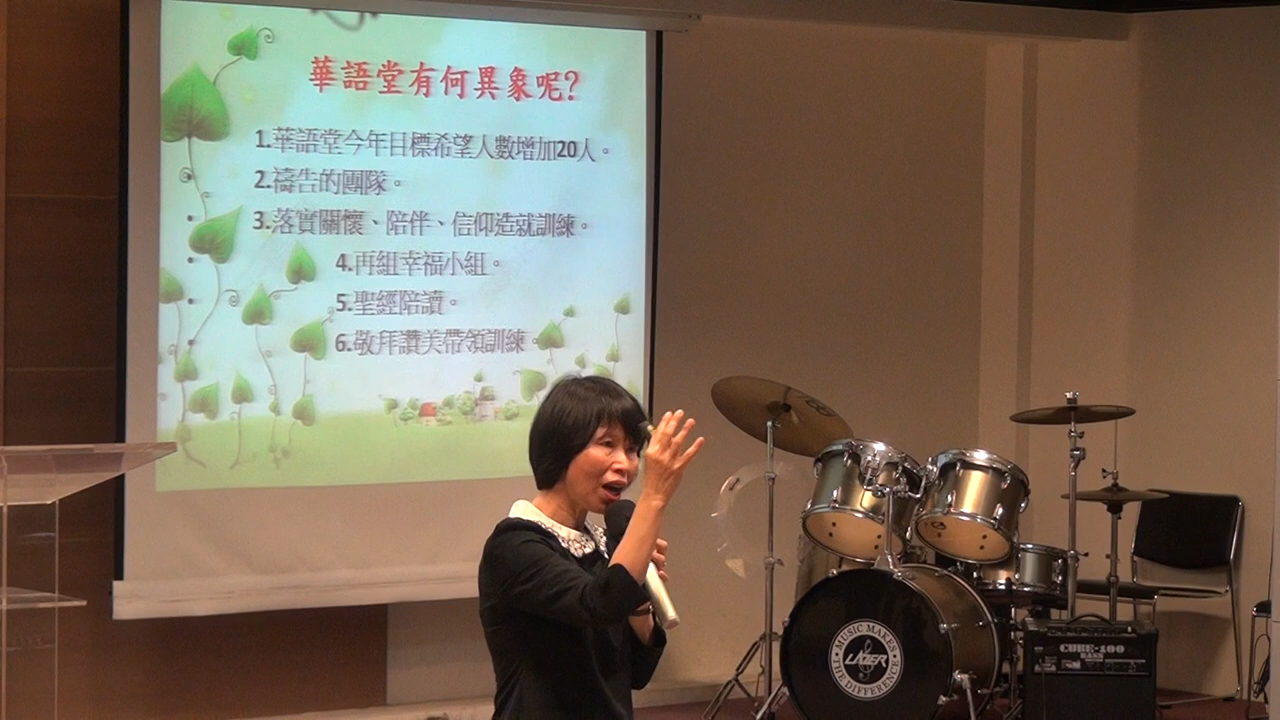 華語堂有何異象呢?
1.華語堂今年目標希望人數增加20人。
2.禱告的團隊。
3.落實關懷、陪伴、信仰造就訓練。
4.再組幸福小組。
5.聖經陪讀。
6.敬拜讚美帶領訓練。
MUSIC MAKES
LAZER
THE DIFFERENCE
CUBE-100
BASS